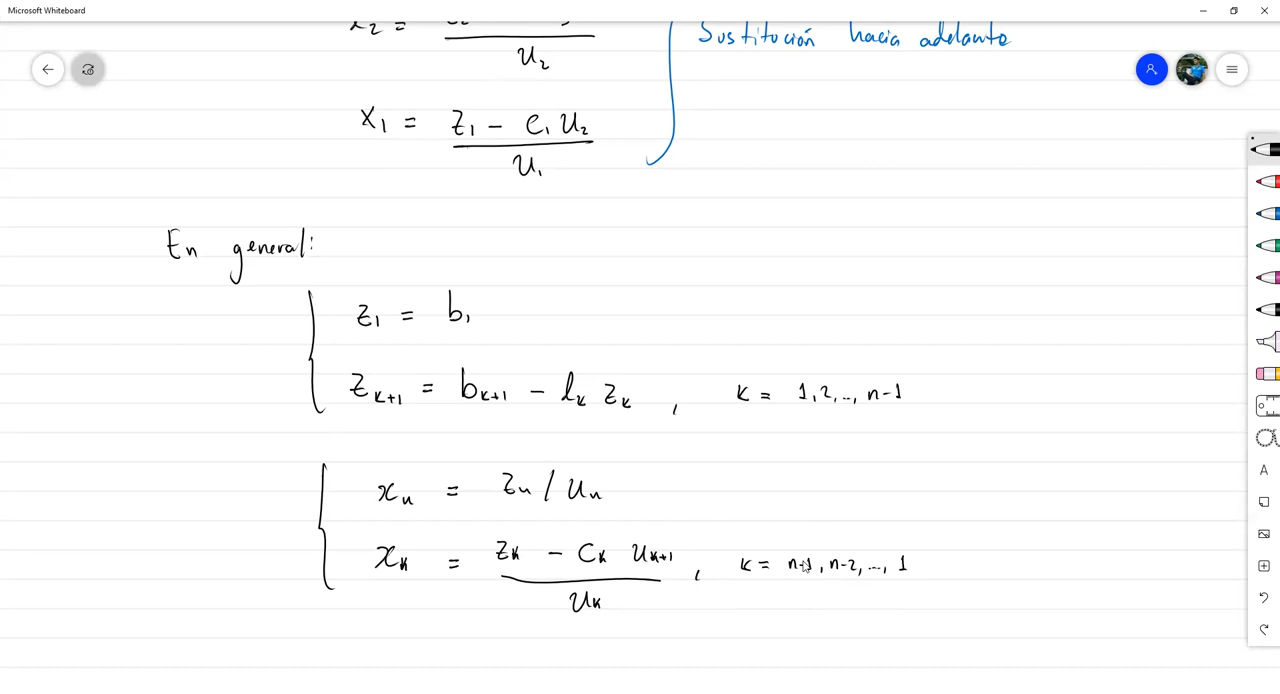 Microsoft Whiteboard
U₂
Sustitución hacia adelante
x₁ = z₁ - c₁ u₂
u₁
En general:
z₁ = b₁
z_{k+1} = b_{k+1} - l_k z_k , k = 1, 2, ..., n-1
x_n = z_n / u_n
x_k = z_k - c_k u_{k+1} , k = n-1, n-2, ..., 1
u_k
A